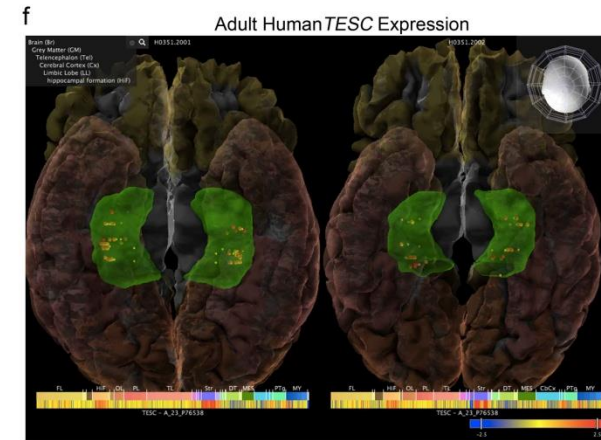 f
Adult Human TESC Expression
Brain (Br)
Grey Matter (GM)
Telencephalon (Tel)
Cerebral Cortex (Cx)
Limbic Lobe (LL)
hippocampal formation (HiF)
H0351.2001
H0351.2002
FL HiF OL PL TL Str DT MES PTg MY
FL HiF OL PL TL Str DT MES CbCx PTg MY
TESC - A_23_P76538
TESC - A_23_P76538
-2.5 2.5